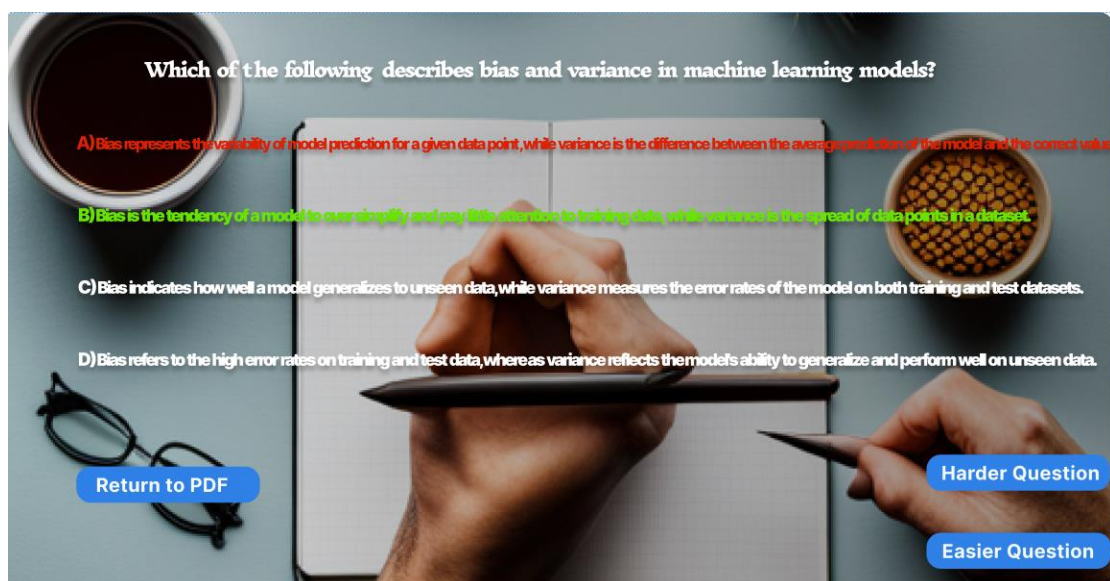 Which of the following describes bias and variance in machine learning models?
A) Bias represents the variability of model prediction for a given data point, while variance is the difference between the average prediction of the model and the correct value
B) Bias is the tendency of a model to oversimplify and pay little attention to training data, while variance is the spread of data points in a dataset.
C) Bias indicates how well a model generalizes to unseen data, while variance measures the error rates of the model on both training and test datasets.
D) Bias refers to the high error rates on training and test data, whereas variance reflects the model's ability to generalize and perform well on unseen data.
Return to PDF
Harder Question
Easier Question